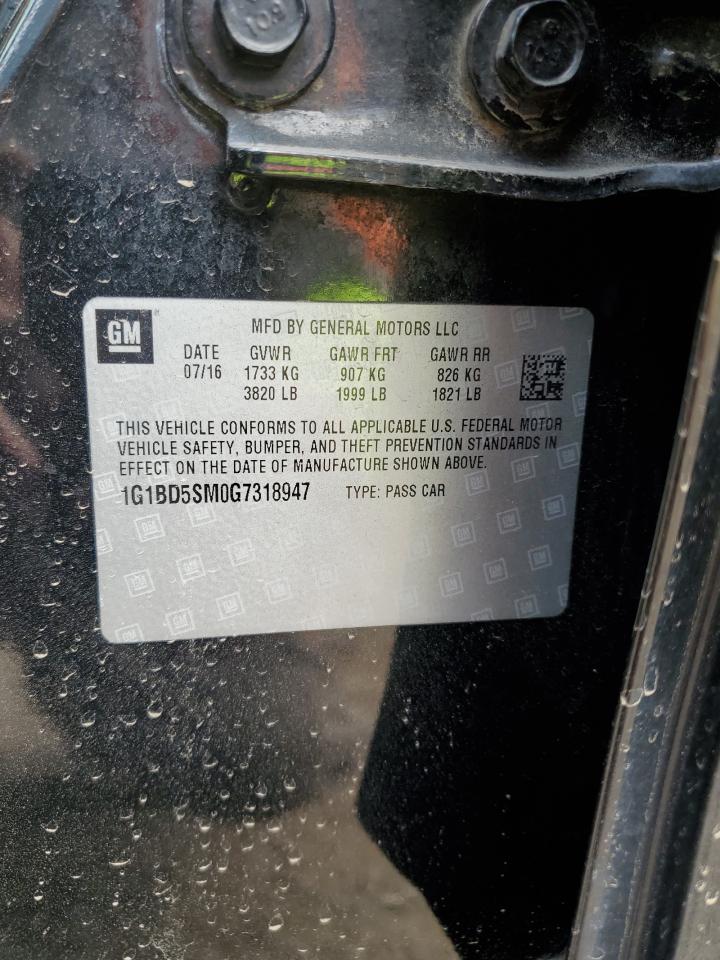 10.9
GM
MFD BY GENERAL MOTORS LLC
DATE GVWR GAWR FRT GAWR RR
07/16 1733 KG 907 KG 826 KG
3820 LB 1999 LB 1821 LB
THIS VEHICLE CONFORMS TO ALL APPLICABLE U.S. FEDERAL MOTOR
VEHICLE SAFETY, BUMPER, AND THEFT PREVENTION STANDARDS IN
EFFECT ON THE DATE OF MANUFACTURE SHOWN ABOVE.
1G1BD5SM0G7318947 TYPE: PASS CAR